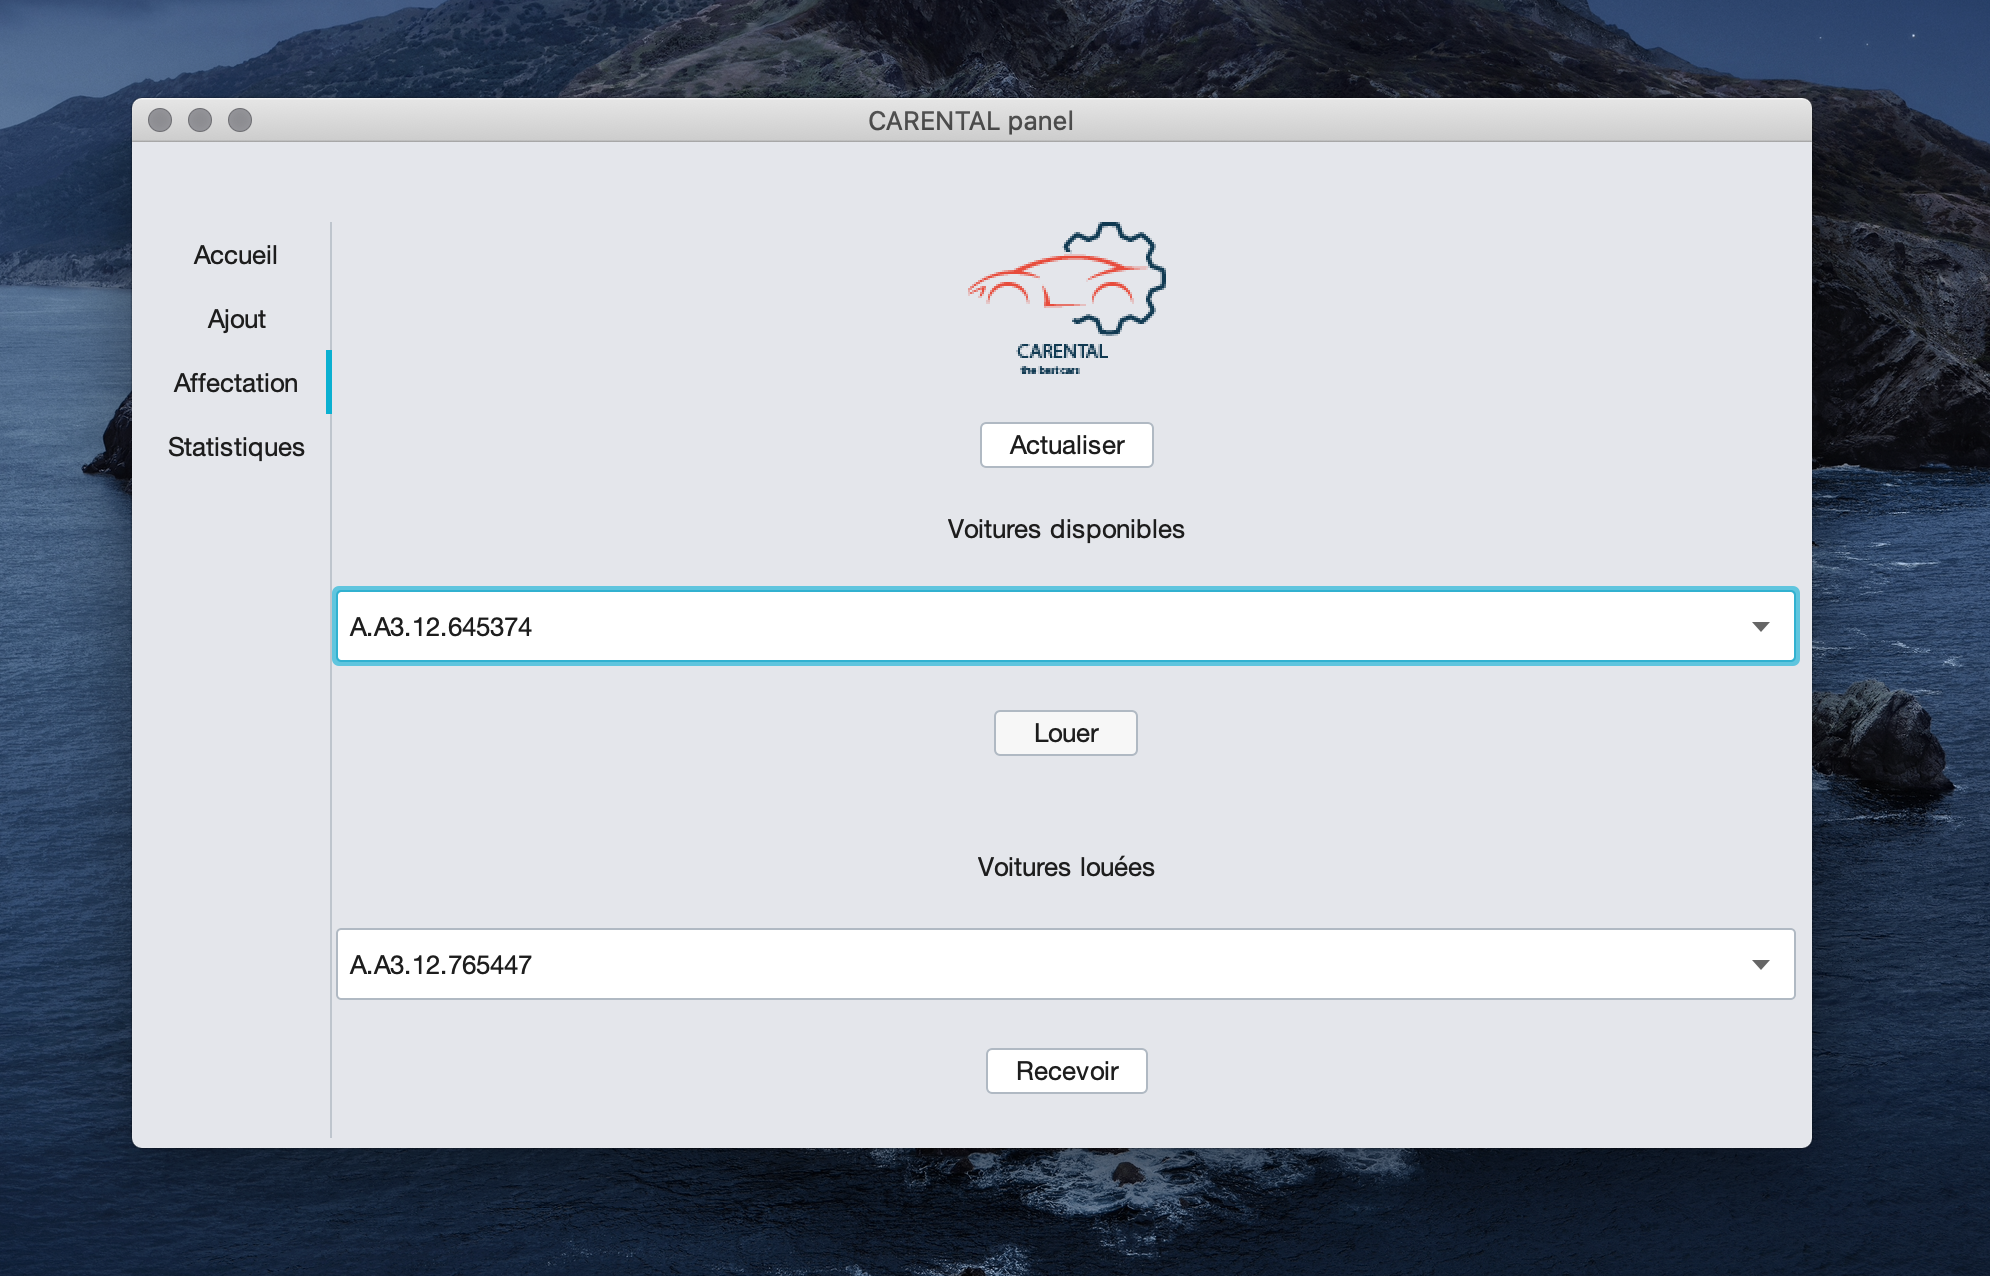 CARENTAL panel
Accueil
Ajout
Affectation
Statistiques
CARENTAL
the best cars
Actualiser
Voitures disponibles
A.A3.12.645374
Louer
Voitures louées
A.A3.12.765447
Recevoir